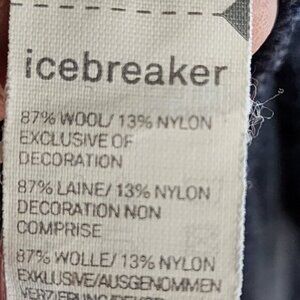 icebreaker
87% WOOL/ 13% NYLON
EXCLUSIVE OF
DECORATION
87% LAINE/ 13% NYLON
DECORATION NON
COMPRISE
87% WOLLE/ 13% NYLON
EXKLUSIVE/AUSGENOMMEN